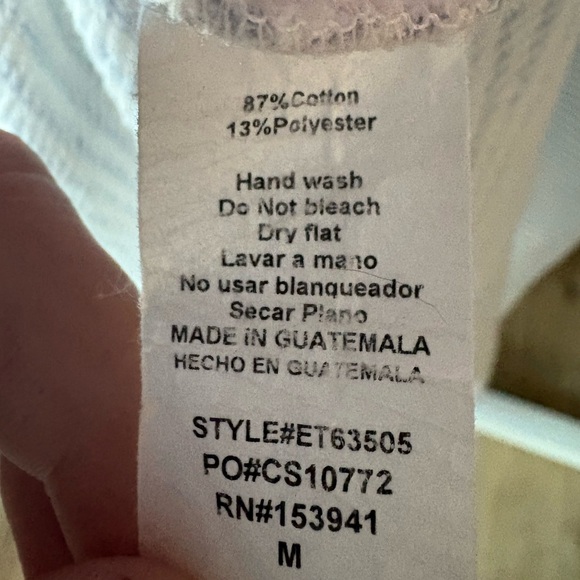 87%Cotton
13%Polyester
Hand wash
Do Not bleach
Dry flat
Lavar a mano
No usar blanqueador
Secar Plano
MADE IN GUATEMALA
HECHO EN GUATEMALA
STYLE#ET63505
PO#CS10772
RN#153941
M